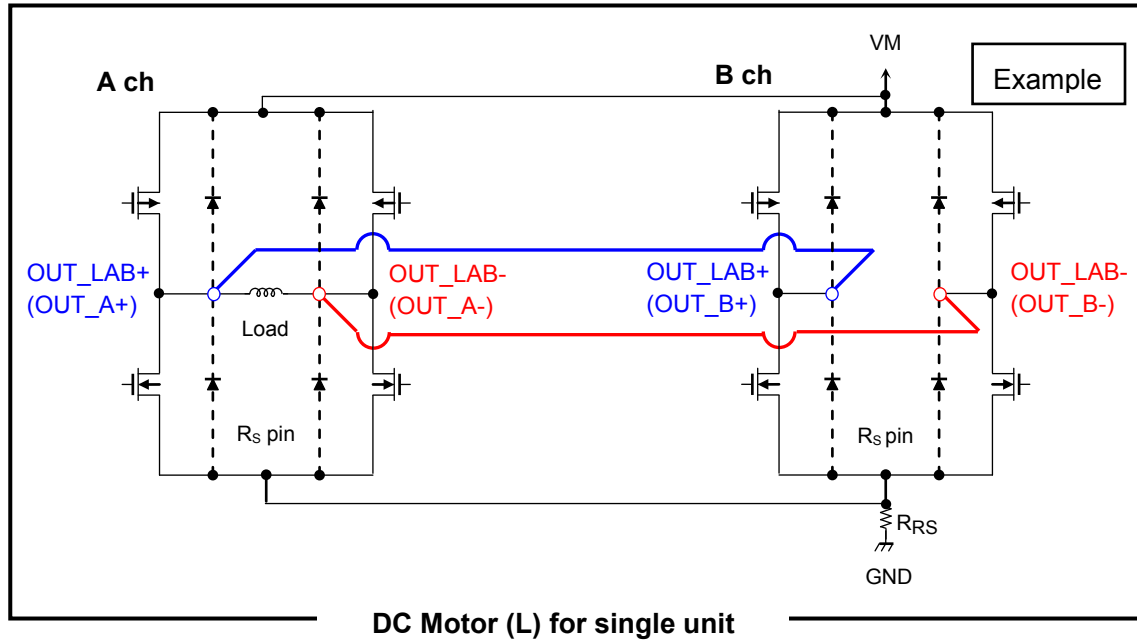 VM
Example
A ch
B ch
OUT_LAB+
(OUT_A+)
OUT_LAB-
(OUT_A-)
OUT_LAB+
(OUT_B+)
OUT_LAB-
(OUT_B-)
Load
RS pin
RS pin
RRS
GND
DC Motor (L) for single unit